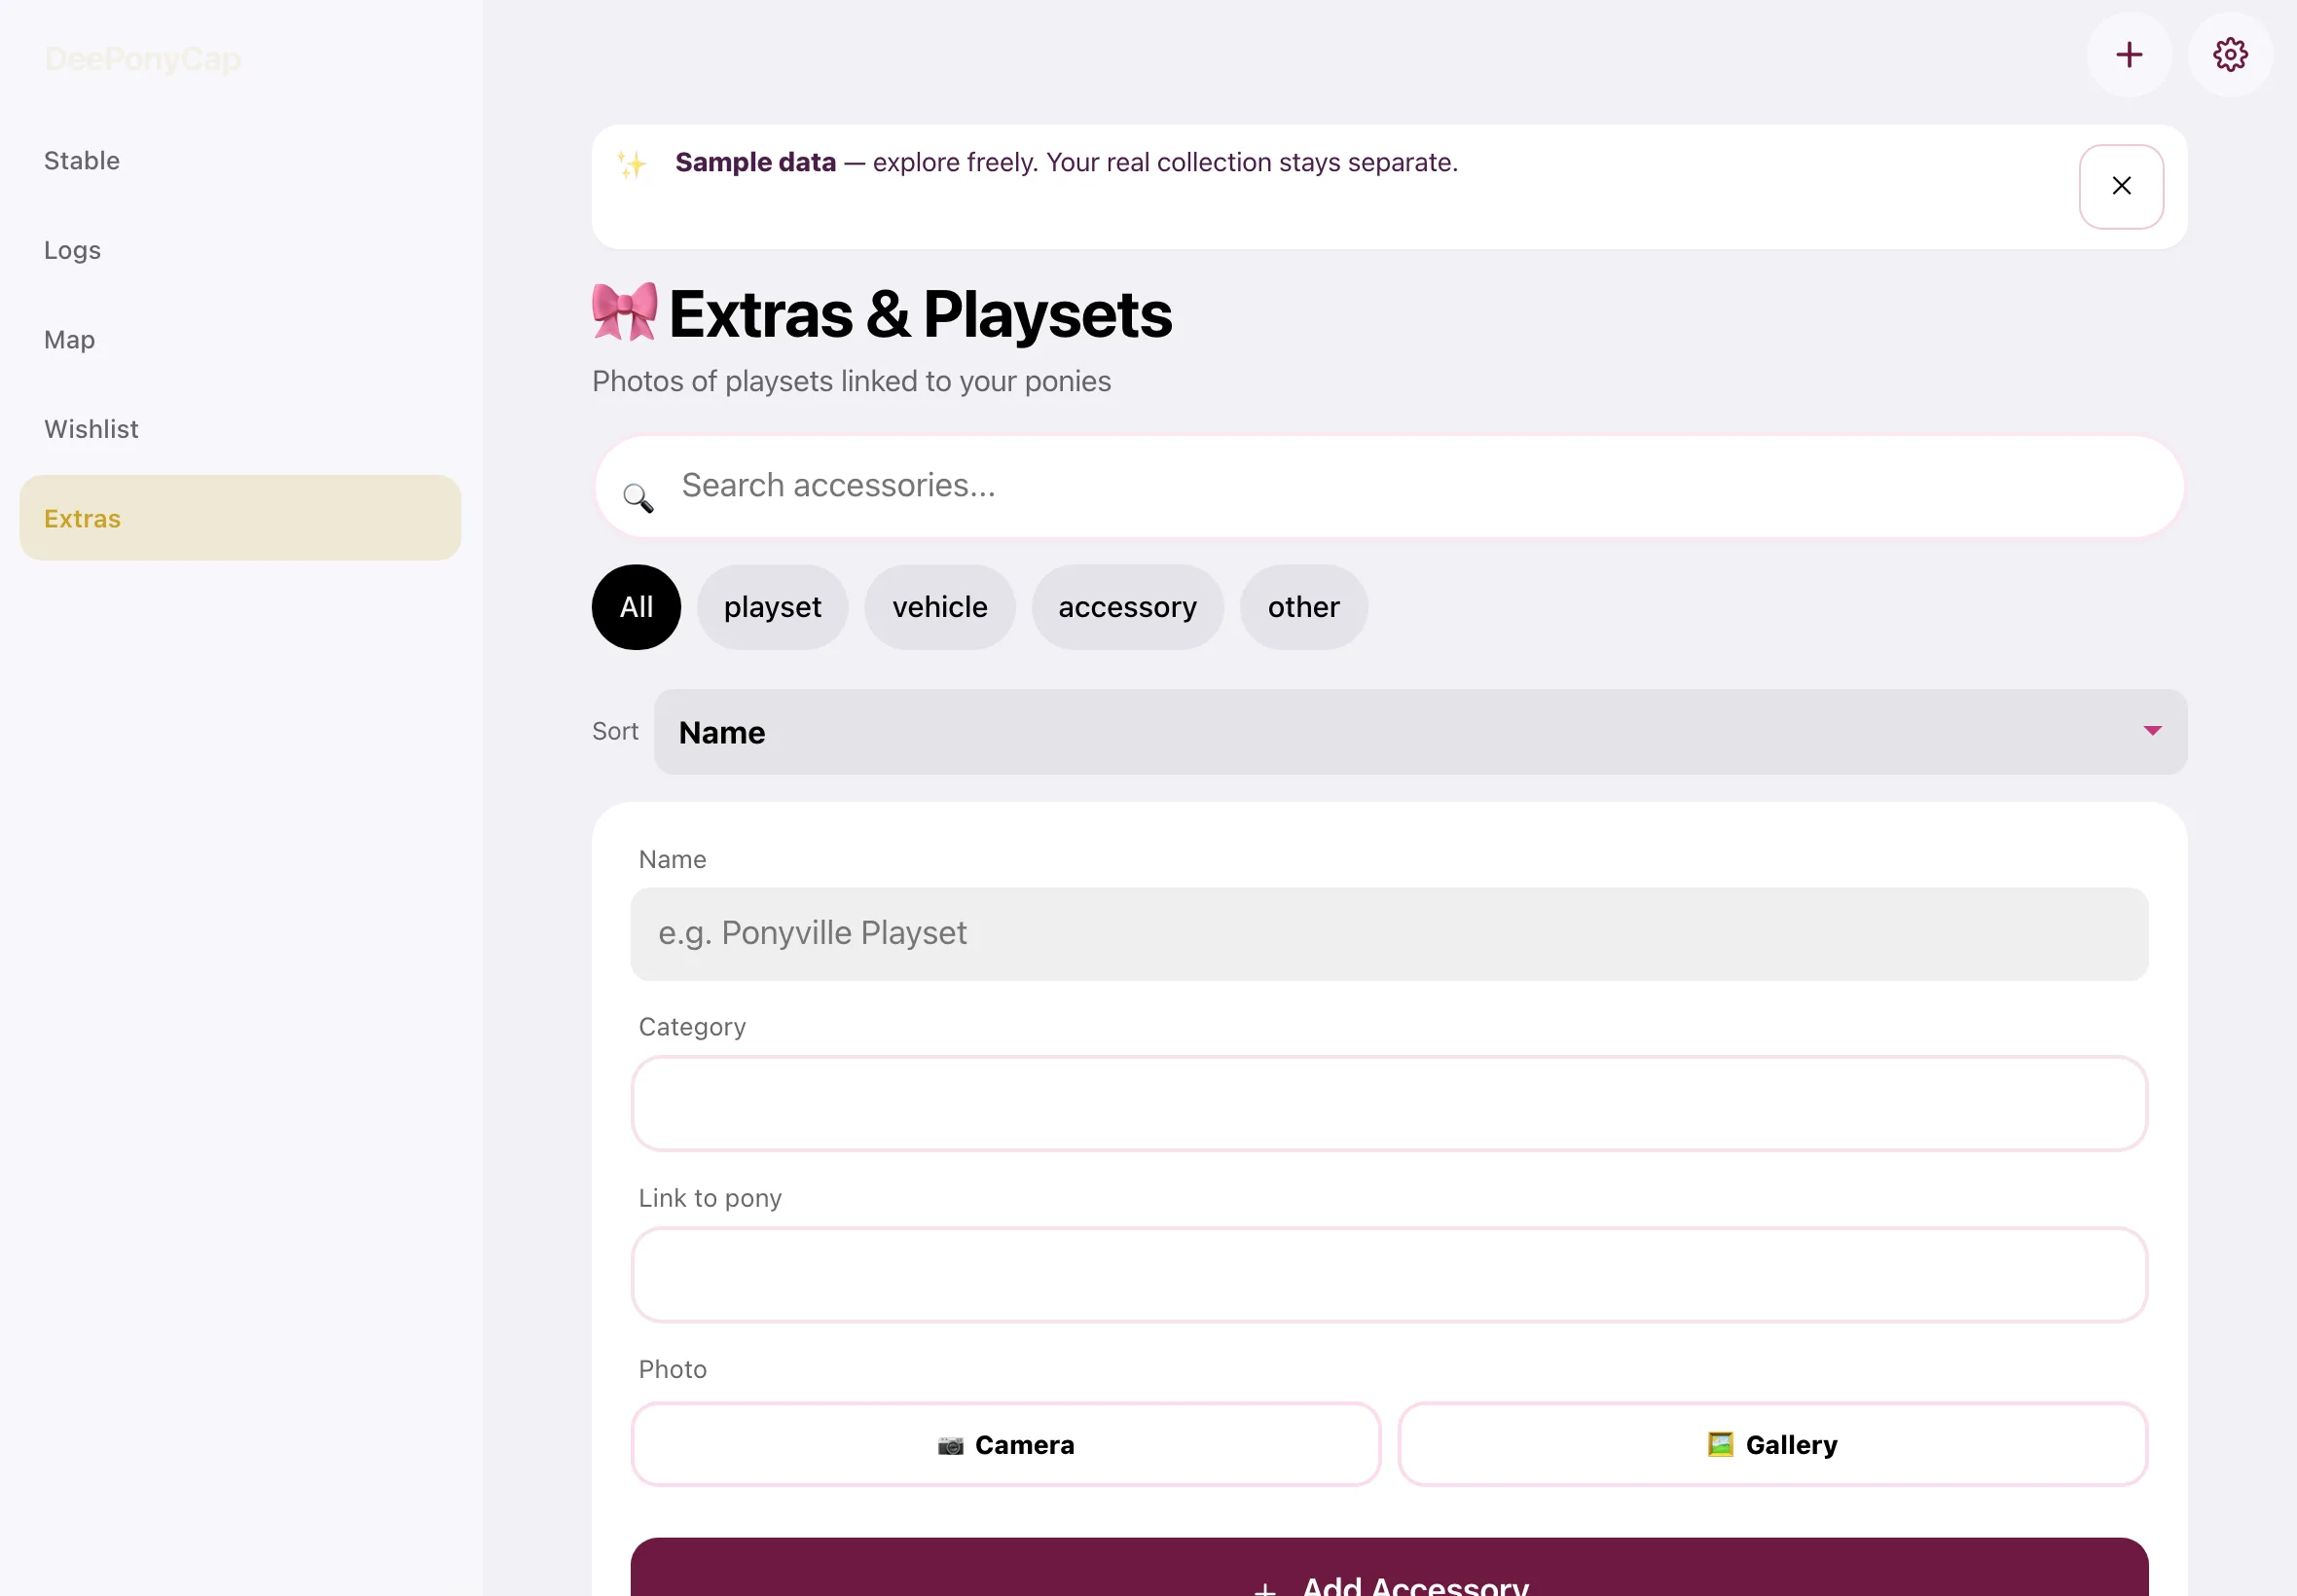 DeePonyCap
Stable
Logs
Map
Wishlist
Extras
Sample data — explore freely. Your real collection stays separate.
Extras & Playsets
Photos of playsets linked to your ponies
Search accessories...
All
playset
vehicle
accessory
other
Sort
Name
Name
e.g. Ponyville Playset
Category
Link to pony
Photo
Camera
Gallery
+ Add Accessory